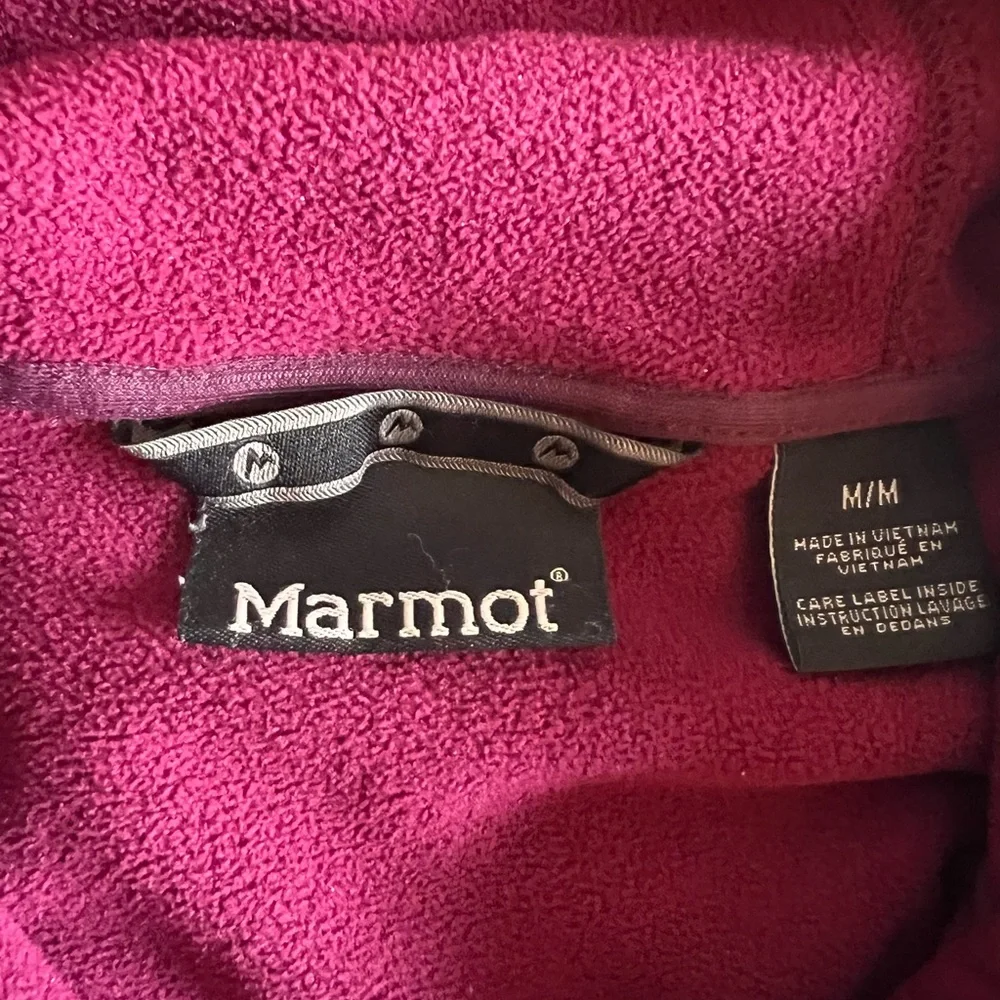 Marmot®
M/M
MADE IN VIETNAM
FABRIQUÉ EN
VIETNAM
CARE LABEL INSIDE
INSTRUCTION LAVAGE
EN DEDANS